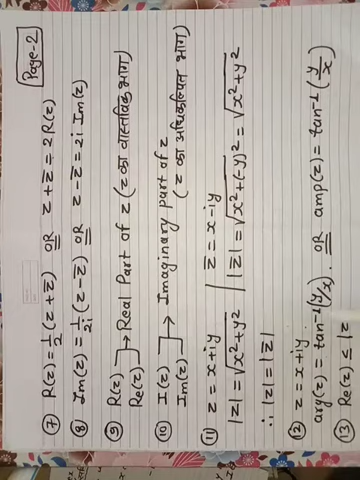 Page-2
⑦ R(z) = 1/2 (z + z̅) OR z + z̅ = 2R(z)
⑧ Im(z) = 1/2i (z - z̅) OR z - z̅ = 2i Im(z)
⑨ R(z)
Re(z) → Real Part of z (z का वास्तविक भाग)
⑩ I(z)
Im(z) → Imaginary part of z
(z का अधिकल्पित भाग)
⑪ z = x+iy | z̅ = x-iy
|z| = √x²+y² | |z̅| = √x²+(-y)² = √x²+y²
∴ |z| = |z̅|
⑫ z = x+iy
arg(z) = tan⁻¹(y/x). OR amp(z) = tan⁻¹(y/x)
⑬ Re(z) ≤ |z